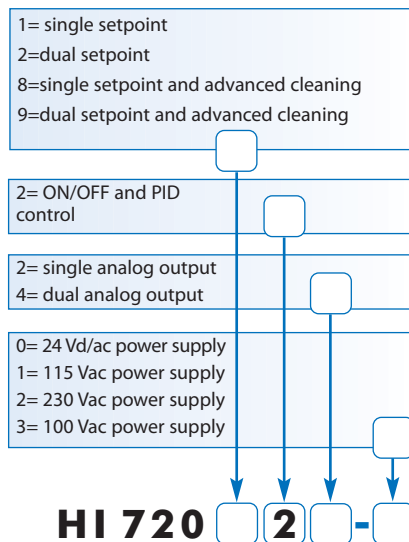 1= single setpoint
2=dual setpoint
8=single setpoint and advanced cleaning
9=dual setpoint and advanced cleaning
2= ON/OFF and PID
control
2= single analog output
4= dual analog output
0= 24 Vd/ac power supply
1= 115 Vac power supply
2= 230 Vac power supply
3= 100 Vac power supply
HI 720 2 -